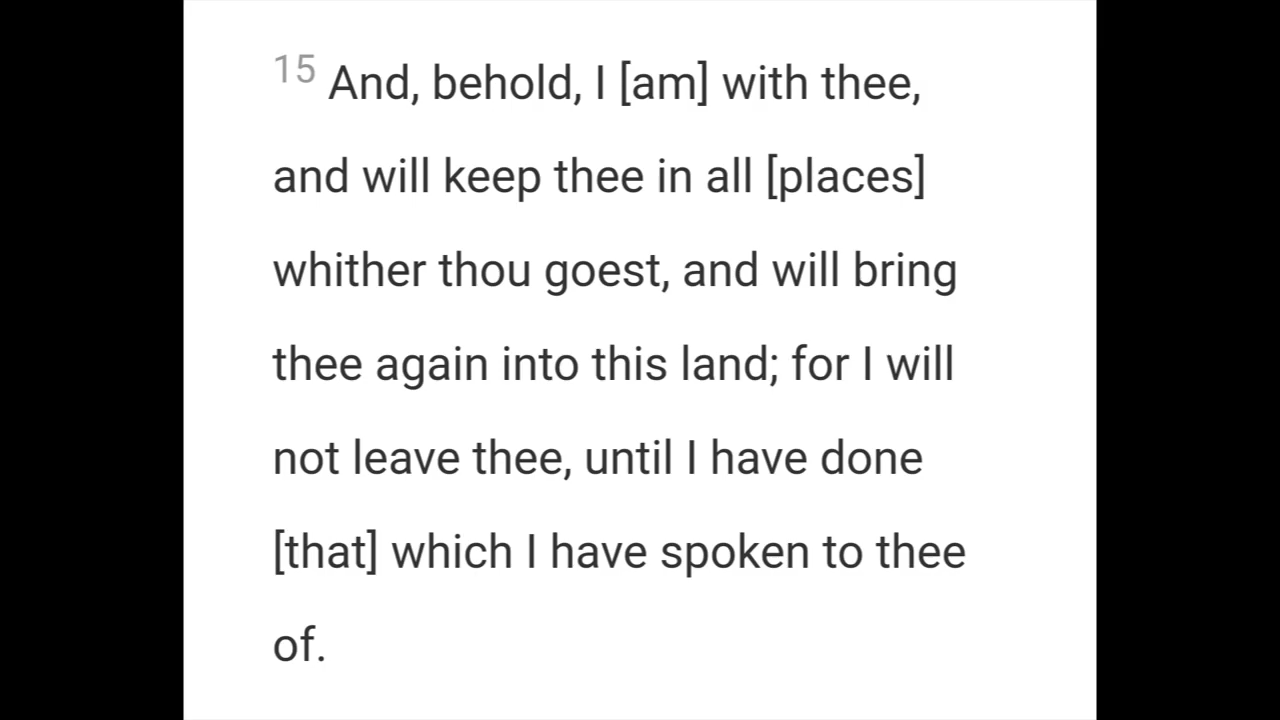 15 And, behold, I [am] with thee,
and will keep thee in all [places]
whither thou goest, and will bring
thee again into this land; for I will
not leave thee, until I have done
[that] which I have spoken to thee
of.